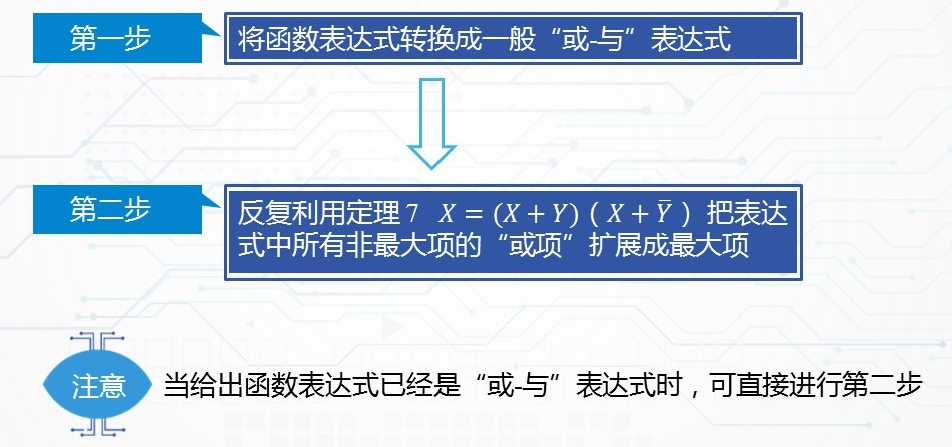 第一步
将函数表达式转换成一般“或-与”表达式
第二步
反复利用定理 7 X = (X + Y)（X + Ȳ） 把表达
式中所有非最大项的“或项”扩展成最大项
注意
当给出函数表达式已经是“或-与”表达式时，可直接进行第二步